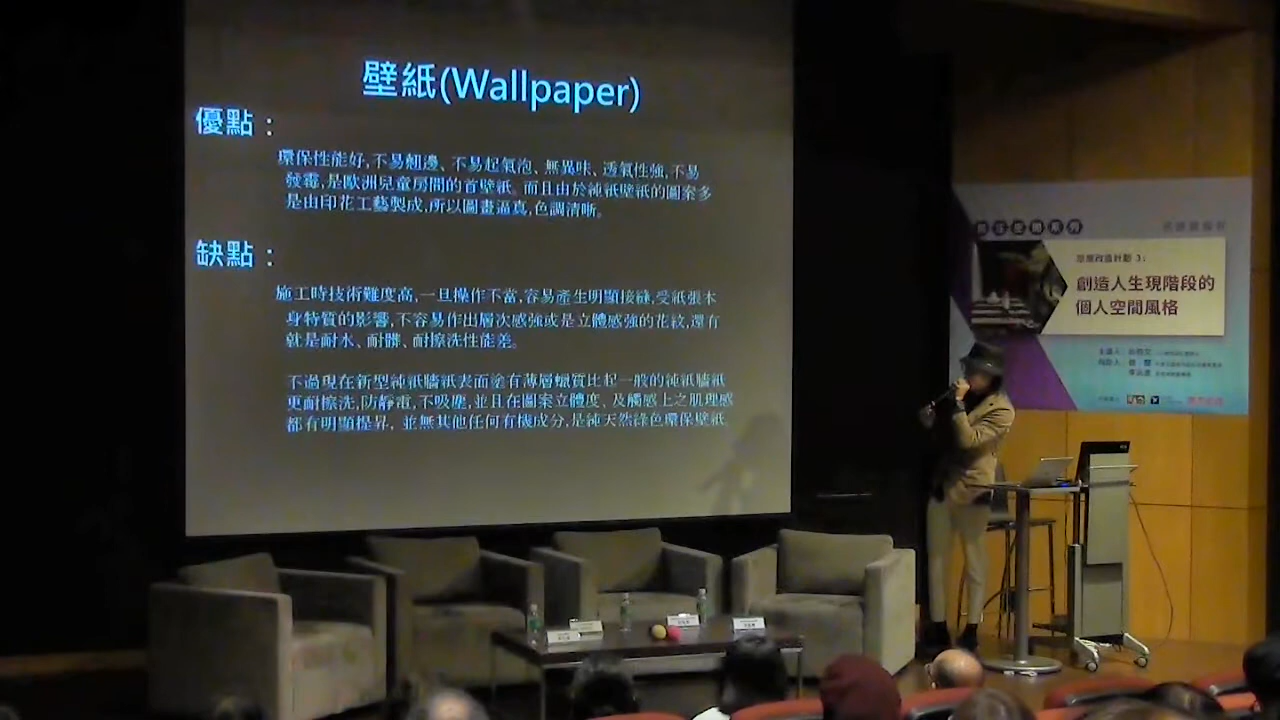 壁紙(Wallpaper)
優點：
環保性能好,不易翹邊、不易起氣泡、無異味、透氣性強,不易
發霉,是歐洲兒童房間的首壁紙。而且由於純紙壁紙的圖案多
是由印花工藝製成,所以圖畫逼真,色調清晰。
缺點：
施工時技術難度高,一旦操作不當,容易產生明顯接縫,受紙張本
身特質的影響,不容易作出層次感強或是立體感強的花紋,還有
就是耐水、耐髒、耐擦洗性能差。
不過現在新型純紙牆紙表面塗有薄層蠟質比起一般的純紙牆紙
更耐擦洗,防靜電,不吸塵,並且在圖案立體度、及觸感上之肌理感
都有明顯提昇, 並無其他任何有機成分,是純天然綠色環保壁紙。
創造人生現階段的
個人空間風格